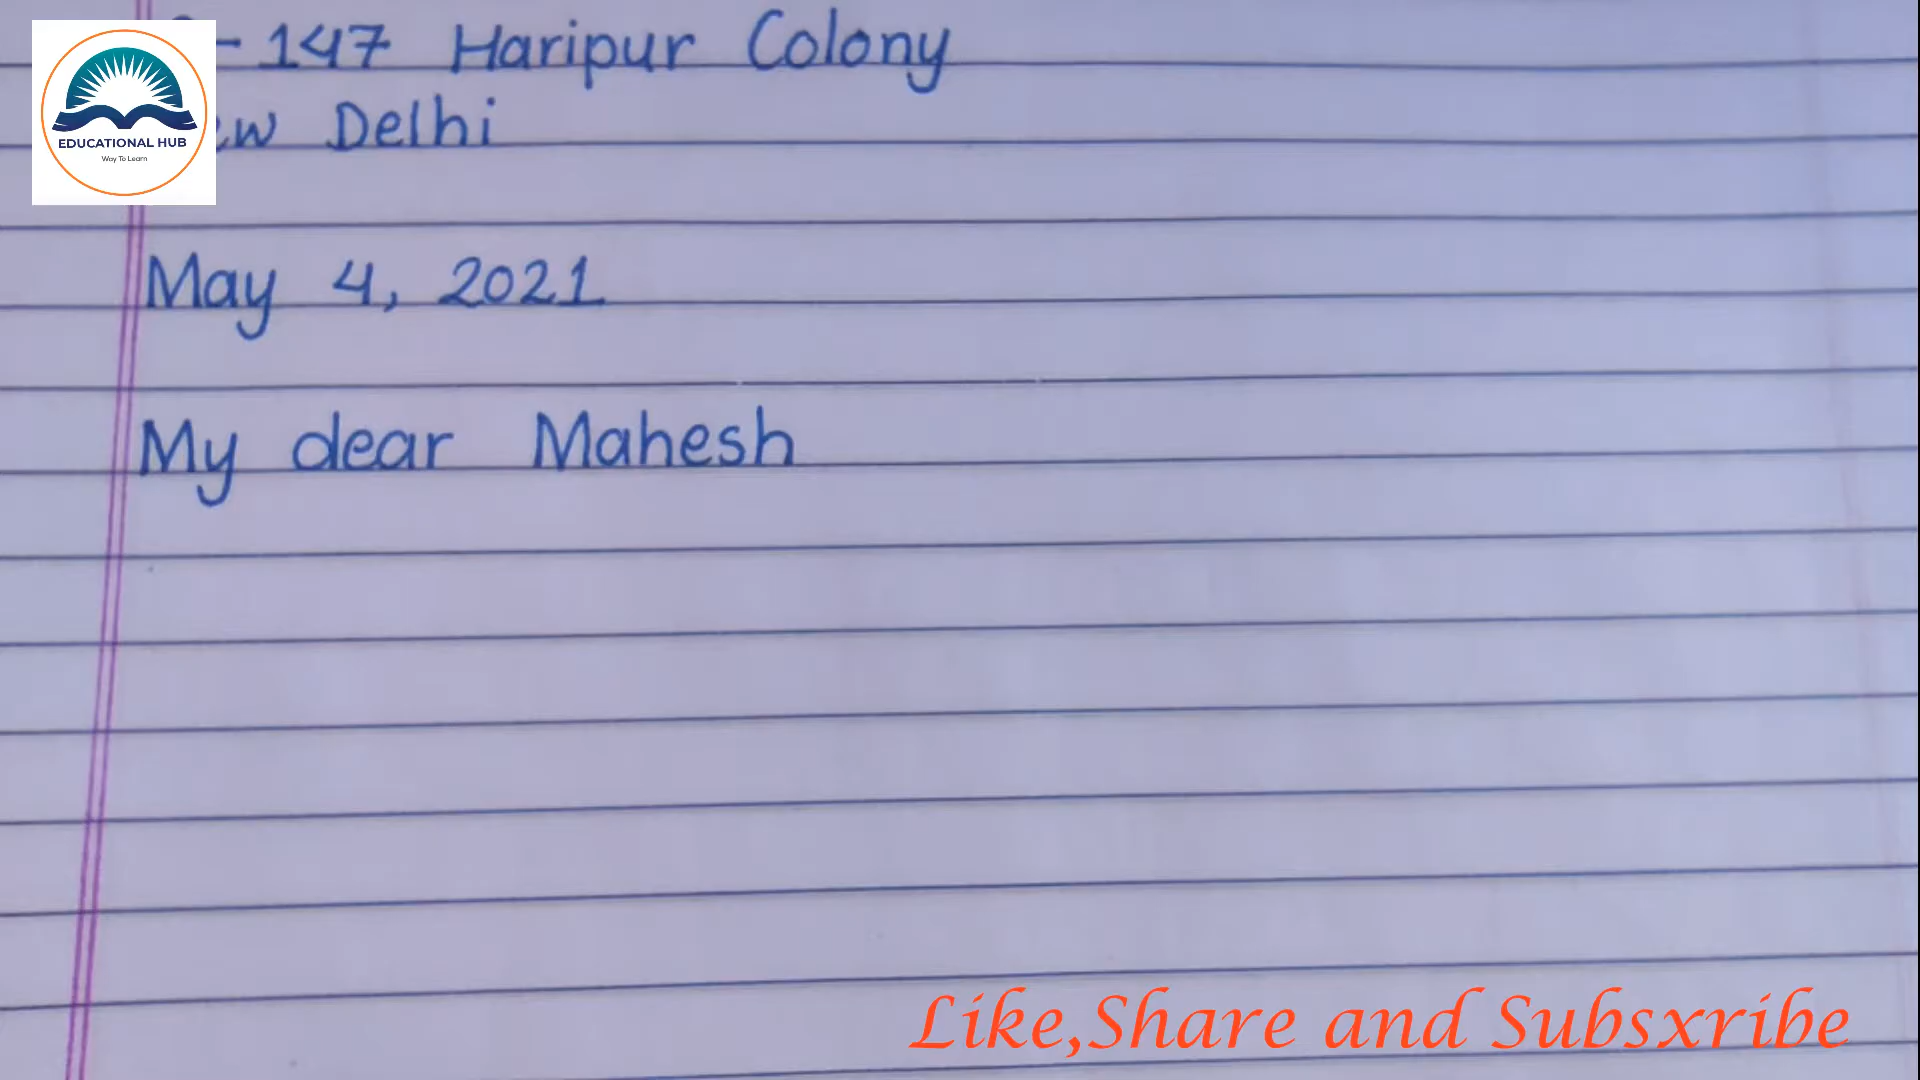 -147 Haripur Colony
Delhi
EDUCATIONAL HUB
Way To Learn
May 4, 2021
My dear Mahesh
Like,Share and Subsxribe